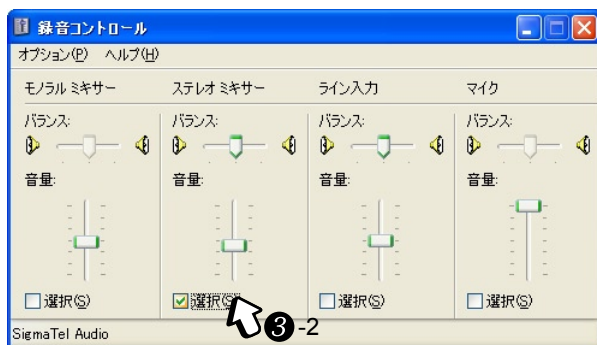 録音コントロール
オプション(P) ヘルプ(H)
モノラル ミキサー
ステレオ ミキサー
ライン入力
マイク
バランス:
バランス:
バランス:
バランス:
音量:
音量:
音量:
音量:
選択(S)
選択(S)
選択(S)
選択(S)
❸-2
SigmaTel Audio